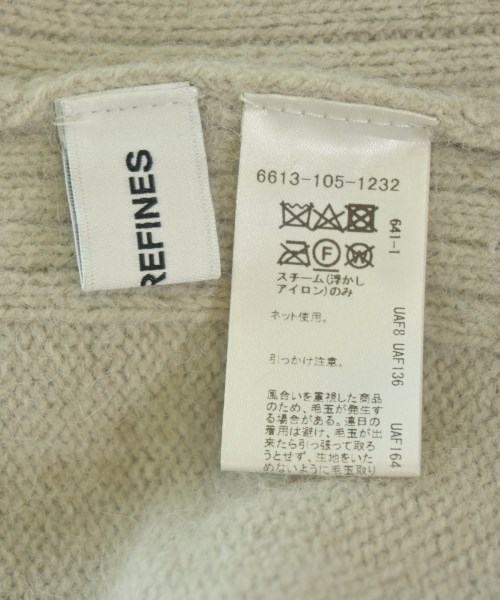 REFINES
6613-105-1232
F
W
スチーム(浮かし
アイロン)のみ
ネット使用。
引っかけ注意。
風合いを重視した商品
のため、毛玉が発生す
る場合がある。連日の
着用は避け、毛玉が出
来たら引っ張って取ろ
うとせず、生地をいた
めないように毛玉取り
641-1
UAF8 UAF136
UAF164